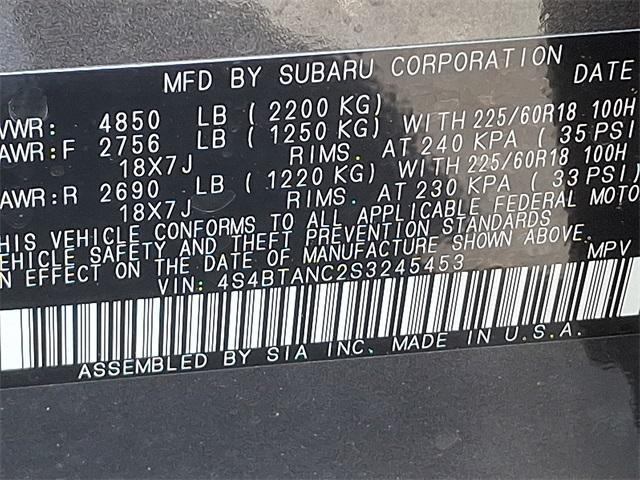 MFD BY SUBARU CORPORATION DATE
VWR: 4850 LB ( 2200 KG)
AWR:F 2756 LB ( 1250 KG) WITH 225/60R18 100H
18X7J RIMS. AT 240 KPA ( 35 PSI
AWR:R 2690 LB ( 1220 KG) WITH 225/60R18 100H
18X7J RIMS. AT 230 KPA ( 33 PSI)
HIS VEHICLE CONFORMS TO ALL APPLICABLE FEDERAL MOTO
EHICLE SAFETY AND THEFT PREVENTION STANDARDS
N EFFECT ON THE DATE OF MANUFACTURE SHOWN ABOVE.
VIN: 4S4BTANC2S3245453 MPV
ASSEMBLED BY SIA INC. MADE IN U.S.A.